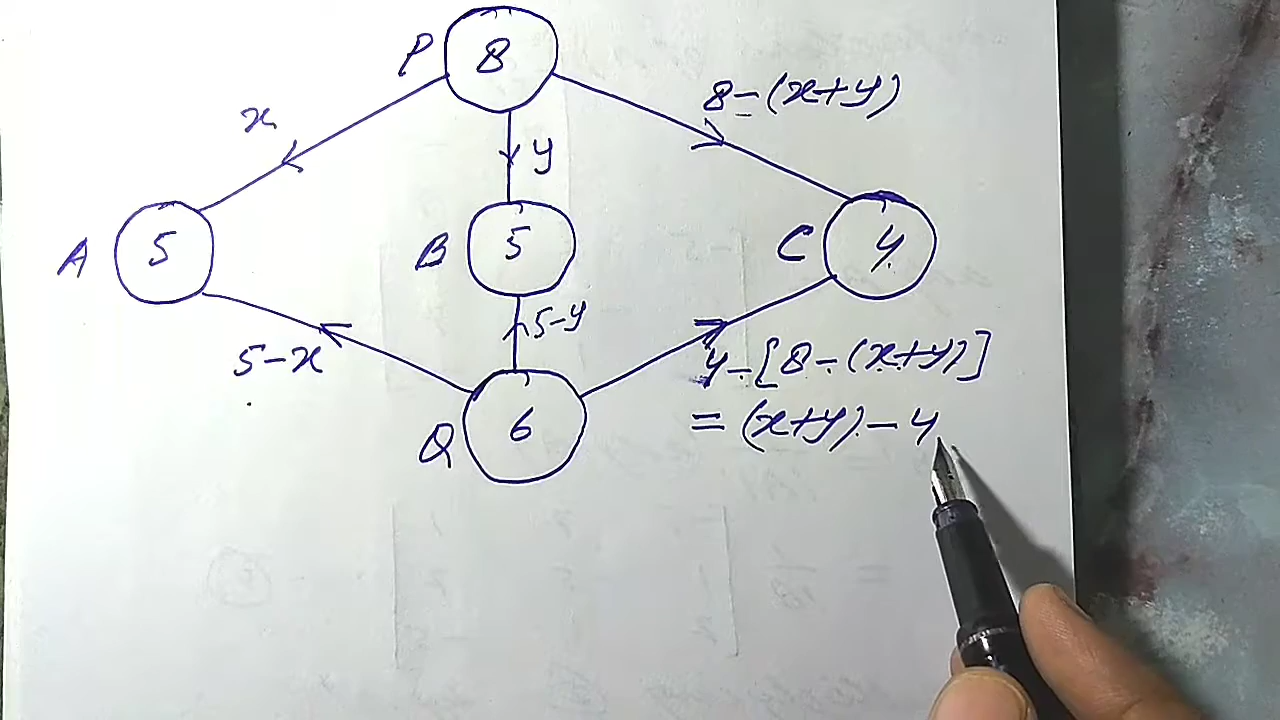 P 8
x
8-(x+y)
y
A 5
B 5
C 4
5-x
5-y
4-[8-(x+y)]
Q 6
=(x+y)-4